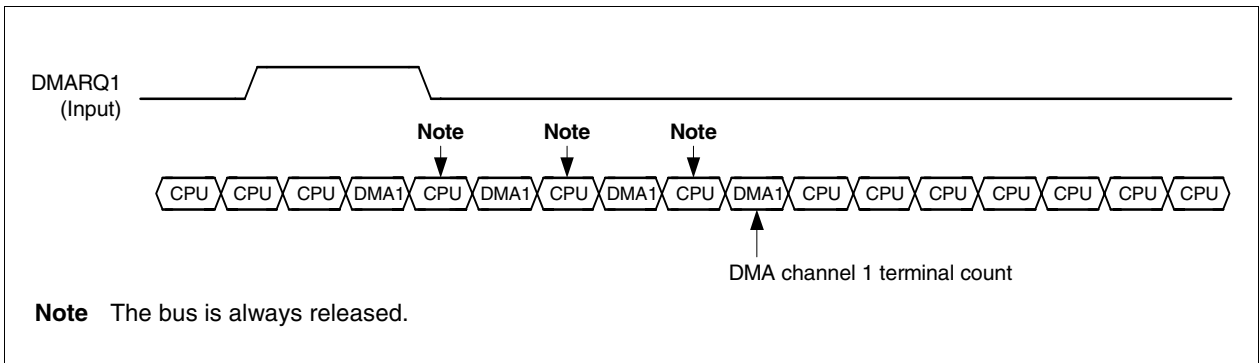 DMARQ1
(Input)
Note Note Note
CPU CPU CPU DMA1 CPU DMA1 CPU DMA1 CPU DMA1 CPU CPU CPU CPU CPU CPU CPU
DMA channel 1 terminal count
Note The bus is always released.